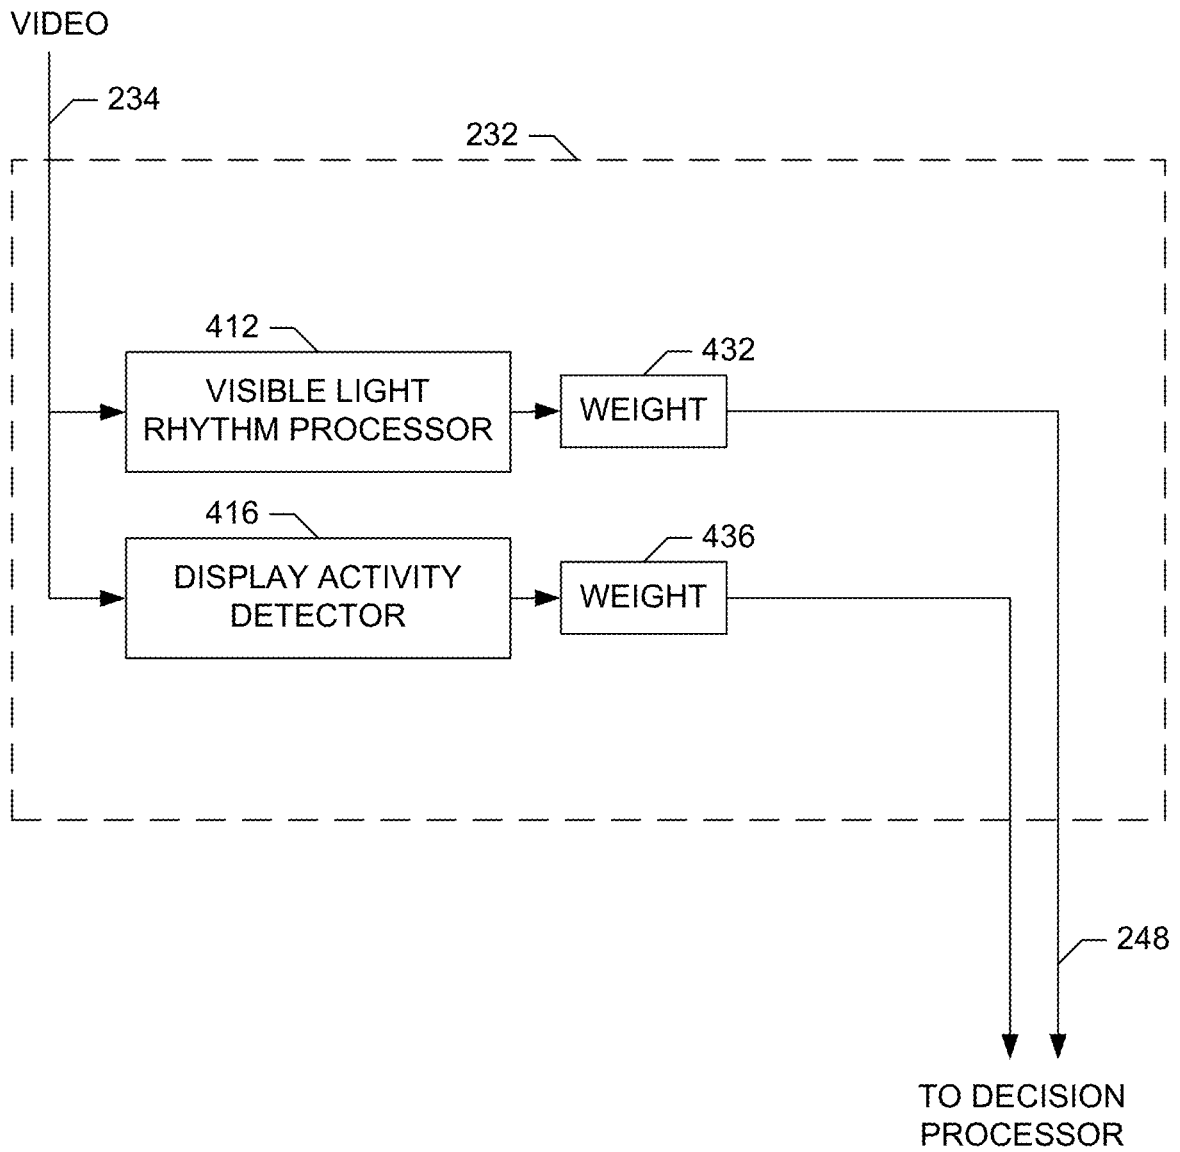 VIDEO
234
232
412
VISIBLE LIGHT
RHYTHM PROCESSOR
432
WEIGHT
416
DISPLAY ACTIVITY
DETECTOR
436
WEIGHT
248
TO DECISION
PROCESSOR